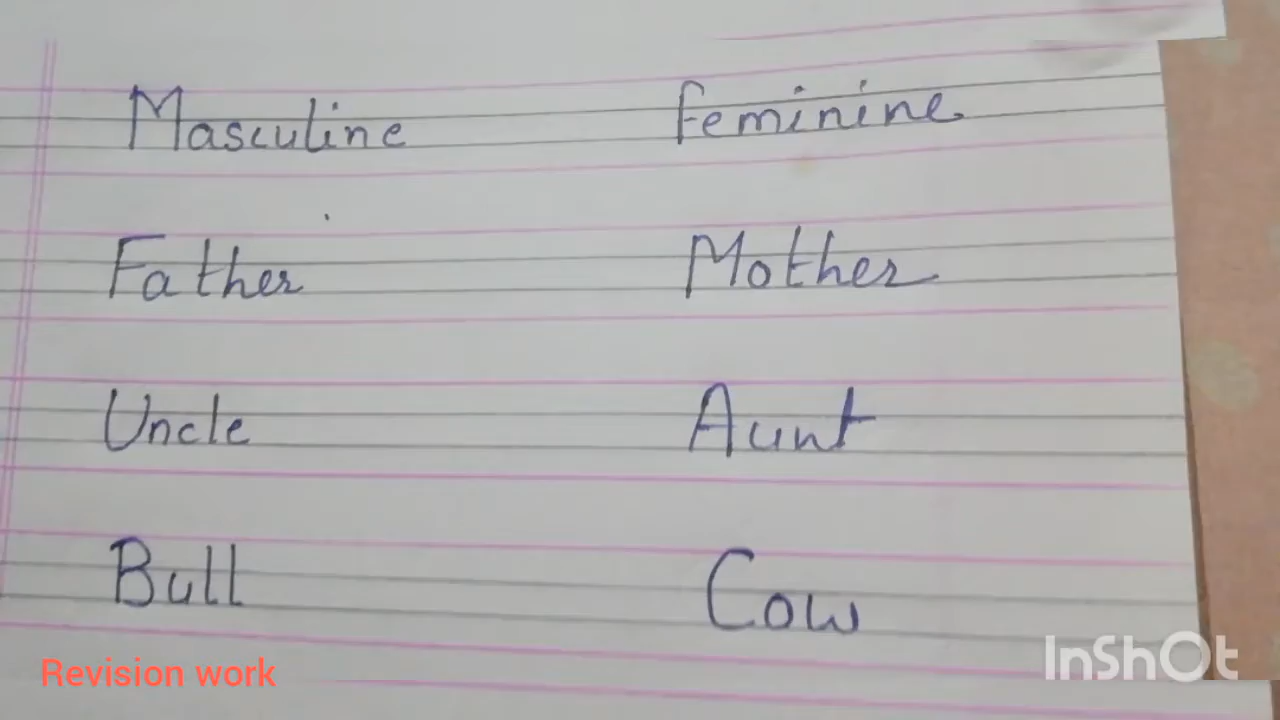 Masculine Feminine
Father Mother
Uncle Aunt
Bull Cow
Revision work
InShOt